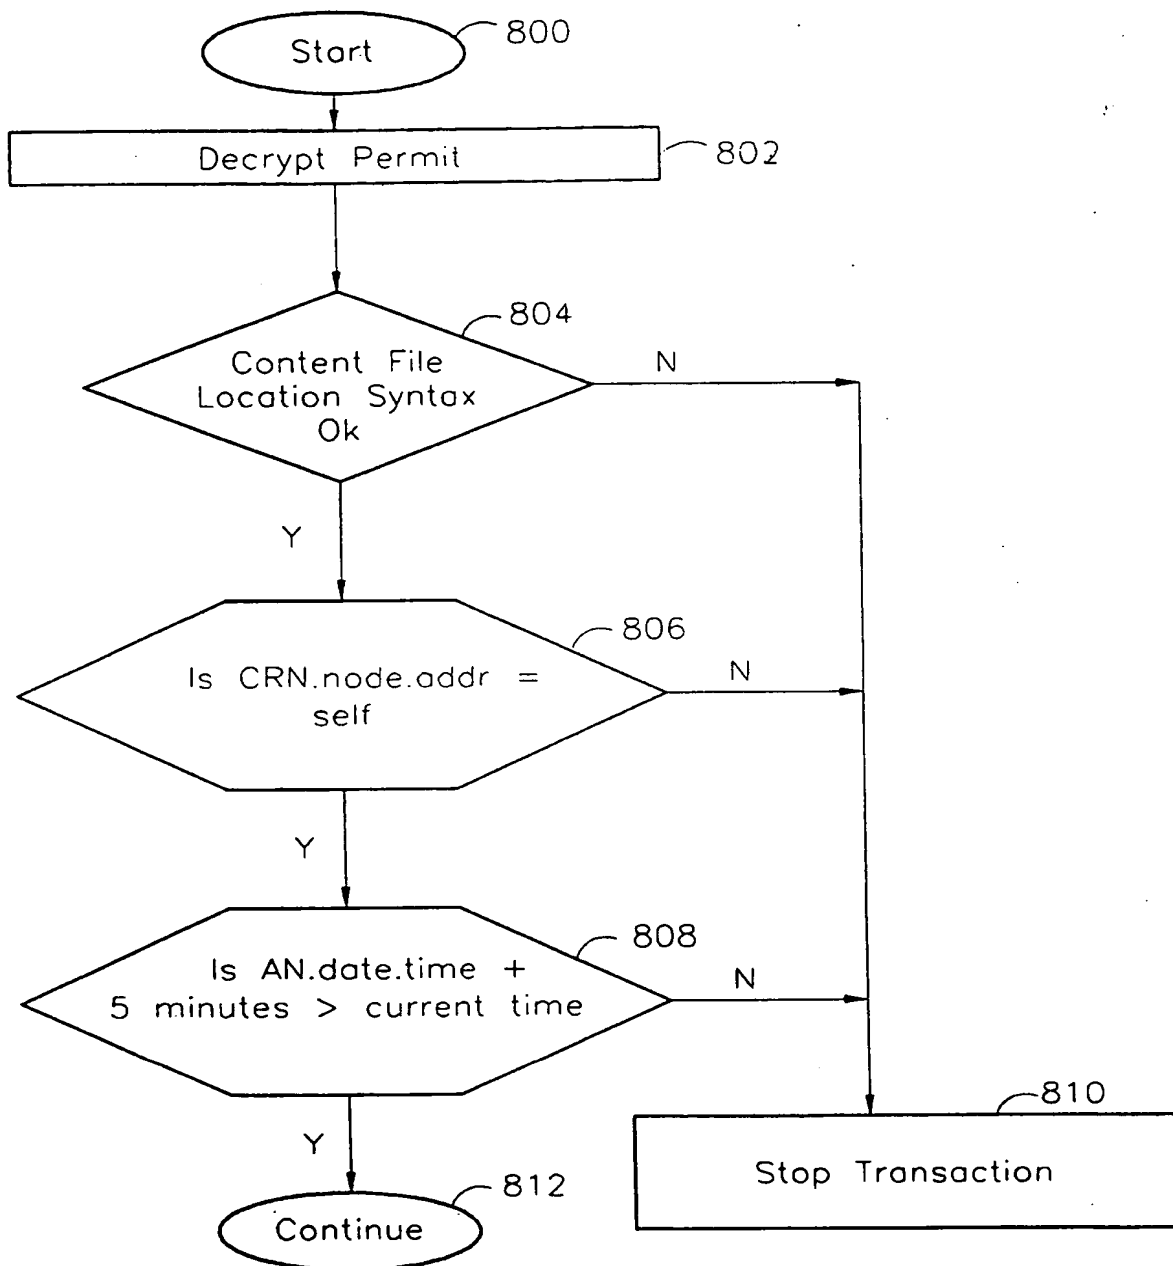 Start
800
Decrypt Permit
802
804
Content File
Location Syntax
Ok
N
Y
806
Is CRN.node.addr =
self
N
Y
808
Is AN.date.time +
5 minutes > current time
N
Y
810
Stop Transaction
812
Continue